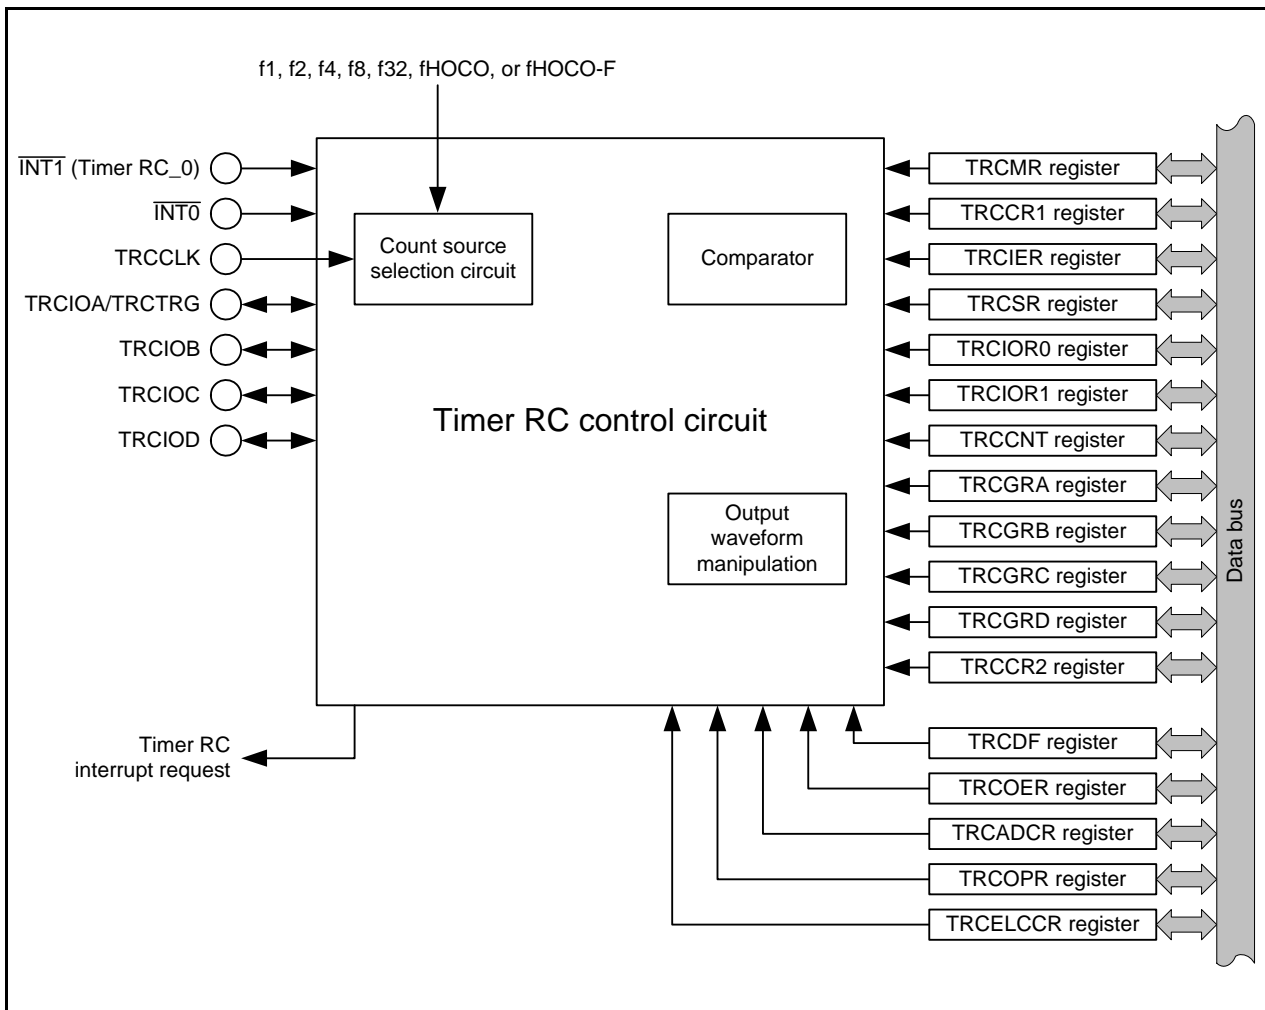 f1, f2, f4, f8, f32, fHOCO, or fHOCO-F
INT1 (Timer RC_0)
INT0
TRCCLK
TRCIOA/TRCTRG
TRCIOB
TRCIOC
TRCIOD
Count source
selection circuit
Comparator
Timer RC control circuit
Output
waveform
manipulation
Timer RC
interrupt request
TRCMR register
TRCCR1 register
TRCIER register
TRCSR register
TRCIOR0 register
TRCIOR1 register
TRCCNT register
TRCGRA register
TRCGRB register
TRCGRC register
TRCGRD register
TRCCR2 register
TRCDF register
TRCOER register
TRCADCR register
TRCOPR register
TRCELCCR register
Data bus